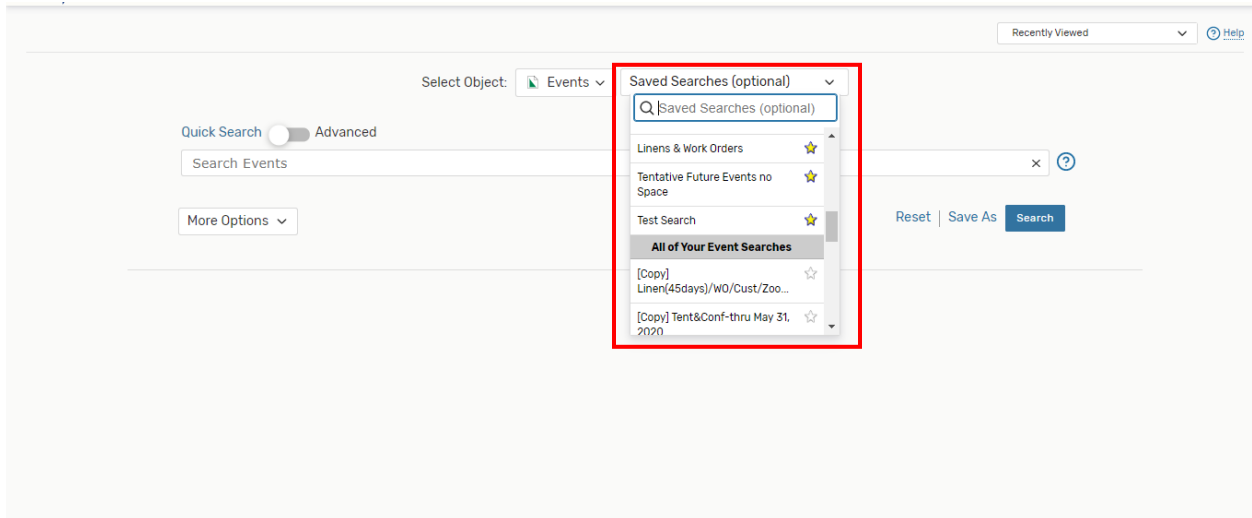 Recently Viewed
Help
Select Object:
Events
Saved Searches (optional)
Saved Searches (optional)
Quick Search
Advanced
Linens & Work Orders
Search Events
Tentative Future Events no
Space
Test Search
More Options
Reset | Save As
Search
All of Your Event Searches
[Copy]
Linen(45days)/WO/Cust/Zoo...
[Copy] Tent&Conf-thru May 31,
2020